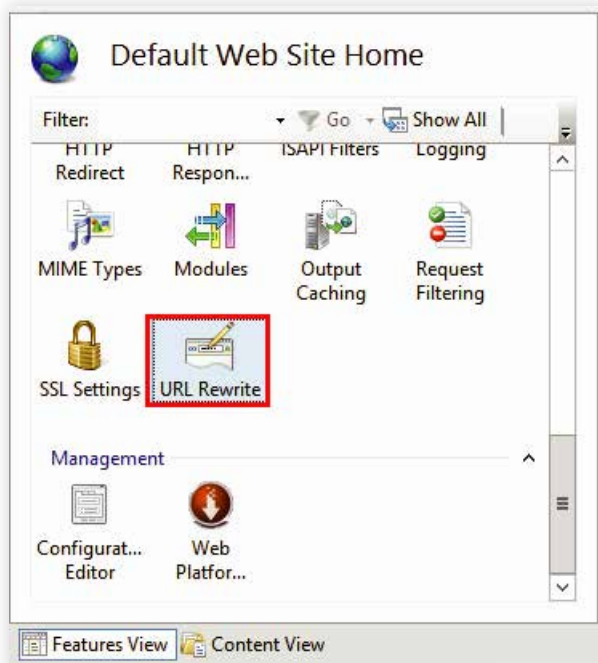 Default Web Site Home
Filter:
Go
Show All
HTTP Redirect
HTTP Respon...
ISAPI Filters
Logging
MIME Types
Modules
Output Caching
Request Filtering
SSL Settings
URL Rewrite
Management
Configurat... Editor
Web Platfor...
Features View
Content View